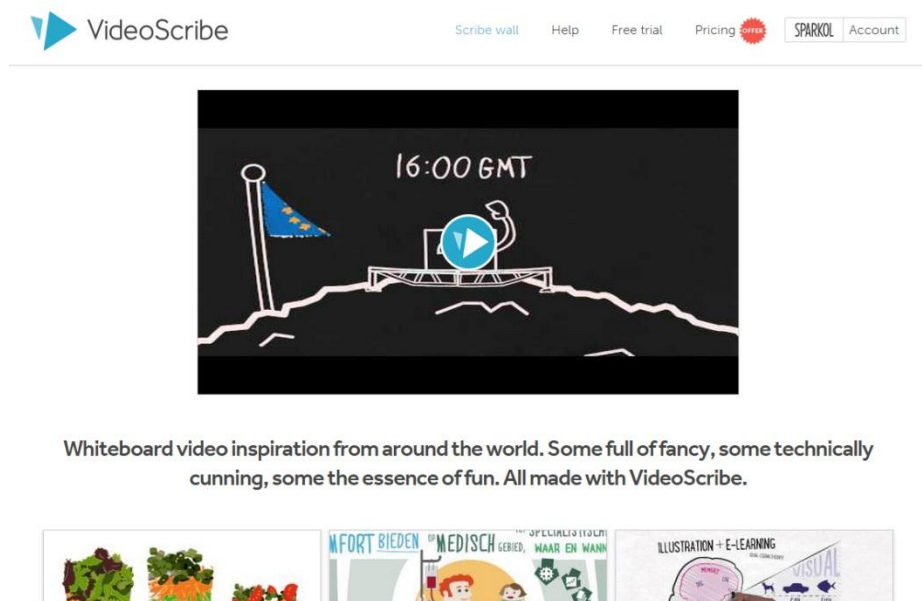 VideoScribe
Scribe wall Help Free trial Pricing OFFER SPARKOL Account
16:00 GMT
Whiteboard video inspiration from around the world. Some full of fancy, some technically
cunning, some the essence of fun. All made with VideoScribe.
BIEDEN OP MEDISCH GEBIED, WAAR EN
ILLUSTRATION + E-LEARNING
MEMORY
VISUAL